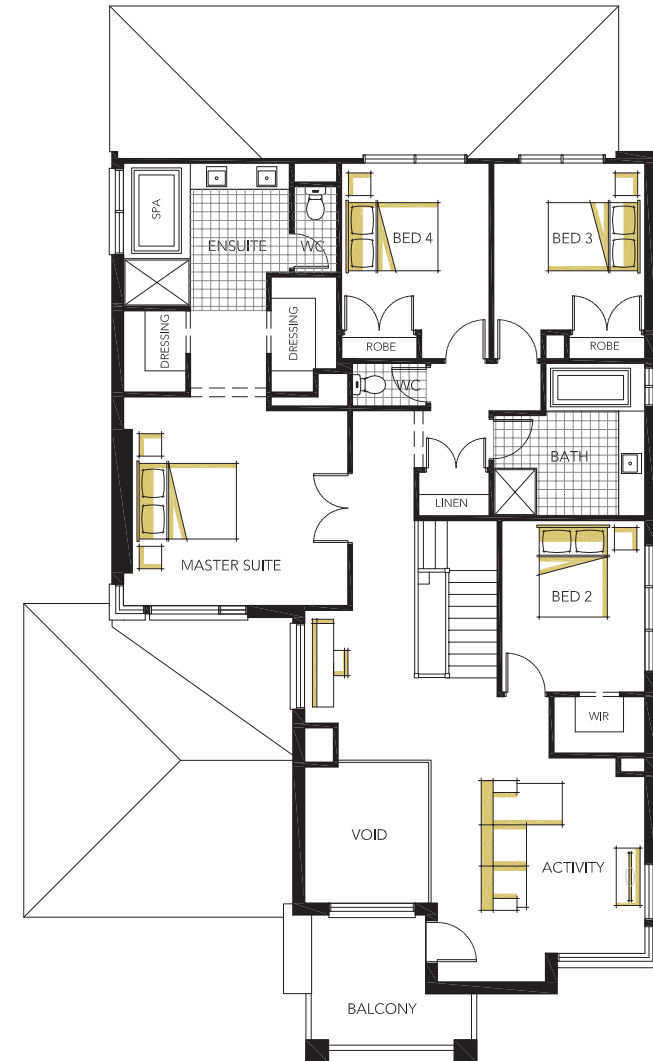 SPA
ENSUITE
WC
BED 4
BED 3
DRESSING
DRESSING
ROBE
ROBE
WC
BATH
LINEN
MASTER SUITE
BED 2
WIR
VOID
ACTIVITY
BALCONY